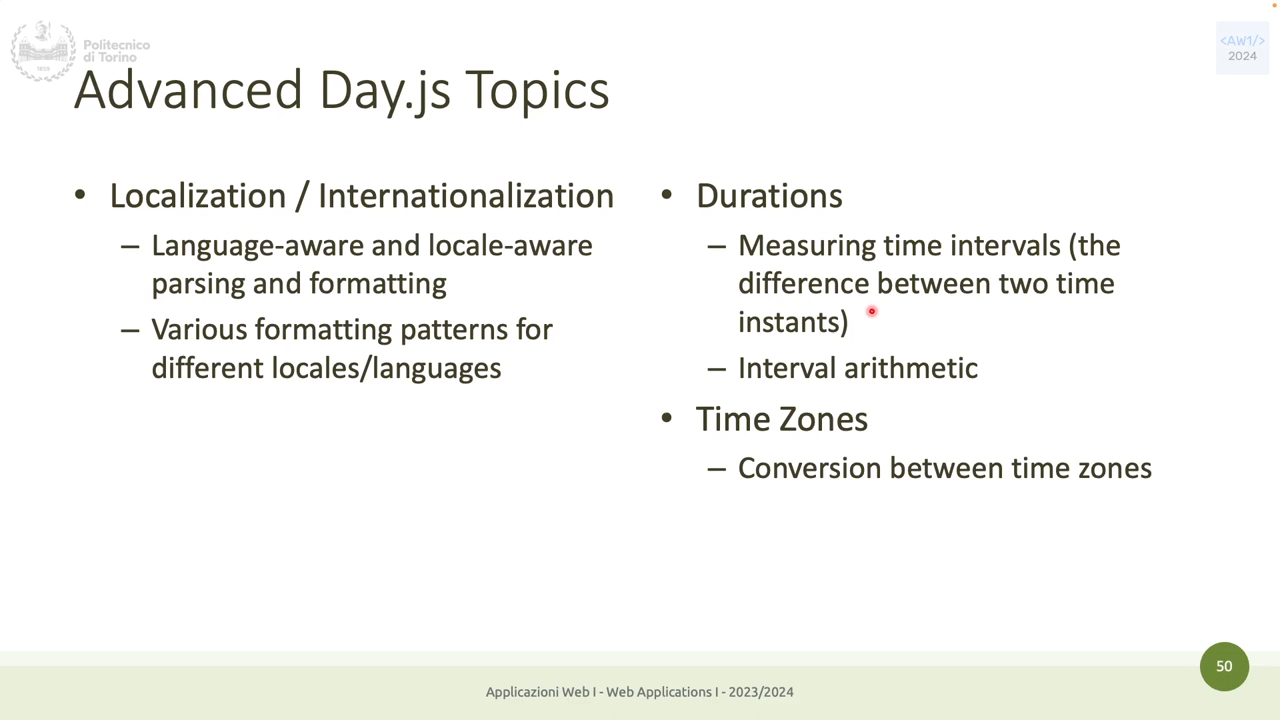 Politecnico
di Torino
1859
<AW1/>
2024
Advanced Day.js Topics
• Localization / Internationalization
– Language-aware and locale-aware
parsing and formatting
– Various formatting patterns for
different locales/languages
• Durations
– Measuring time intervals (the
difference between two time
instants)
– Interval arithmetic
• Time Zones
– Conversion between time zones
50
Applicazioni Web I - Web Applications I - 2023/2024